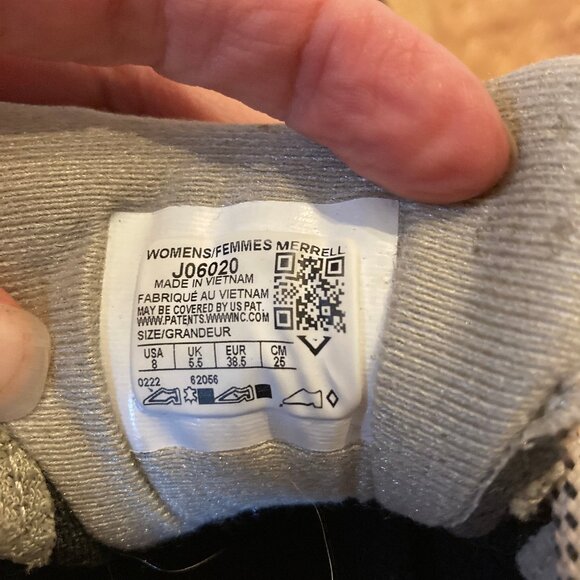 WOMENS/FEMMES MERRELL
J06020
MADE IN VIETNAM
FABRIQUÉ AU VIETNAM
MAY BE COVERED BY US PAT.
WWW.PATENTS.WWWINC.COM
SIZE/GRANDEUR
USA UK EUR CM
8 5.5 38.5 25
0222 62056